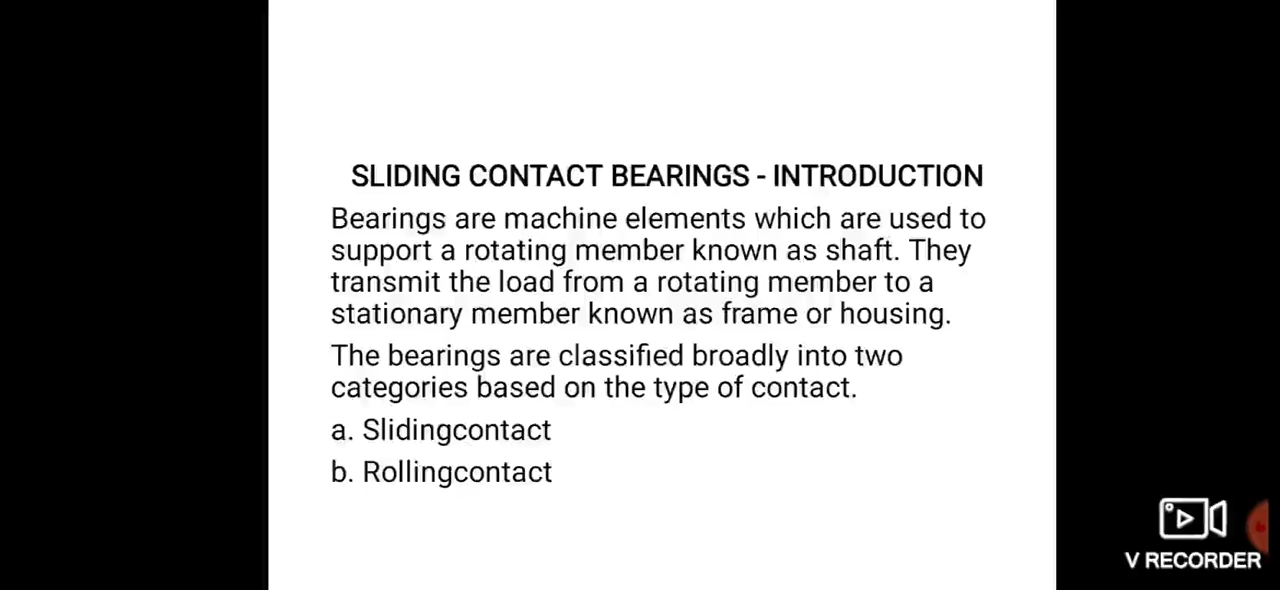 SLIDING CONTACT BEARINGS - INTRODUCTION
Bearings are machine elements which are used to
support a rotating member known as shaft. They
transmit the load from a rotating member to a
stationary member known as frame or housing.
The bearings are classified broadly into two
categories based on the type of contact.
a. Slidingcontact
b. Rollingcontact
V RECORDER